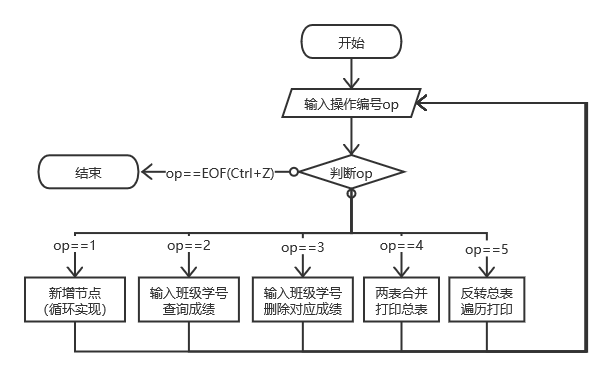 开始
输入操作编号op
结束
op==EOF(Ctrl+Z)
判断op
op==1
op==2
op==3
op==4
op==5
新增节点
(循环实现)
输入班级学号
查询成绩
输入班级学号
删除对应成绩
两表合并
打印总表
反转总表
遍历打印